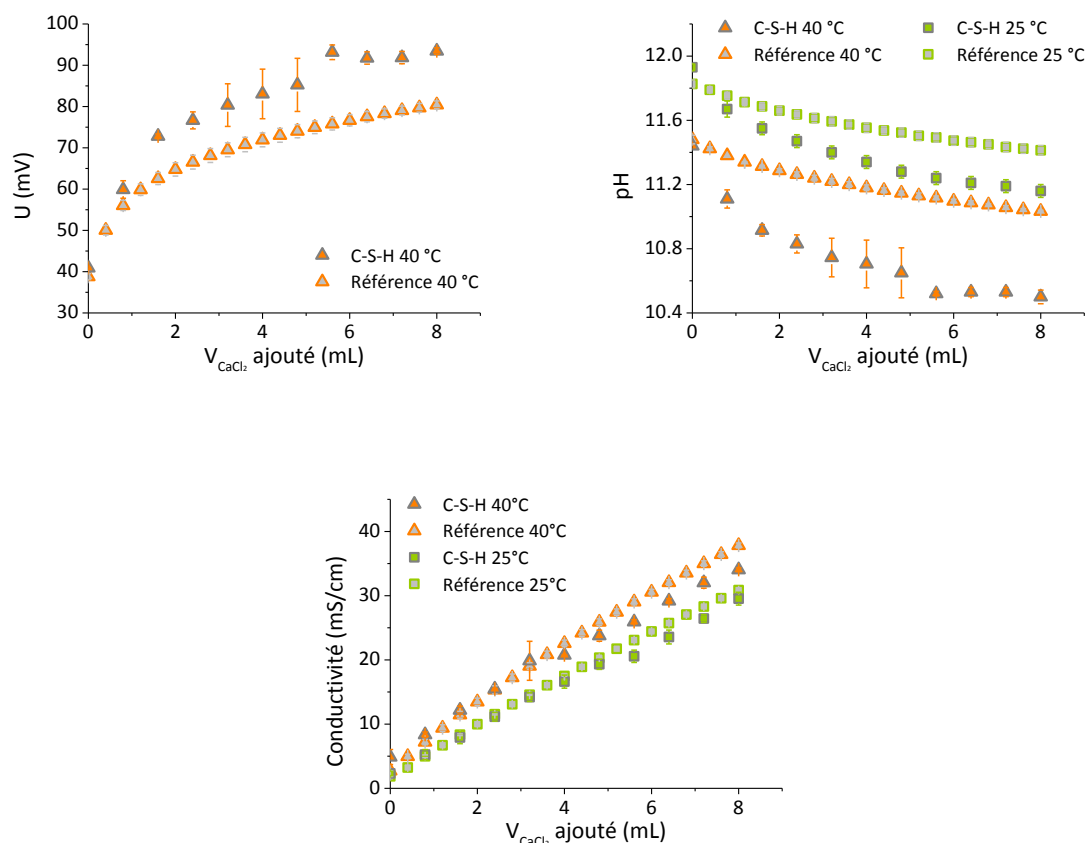 100
90
80
70
60
50
40
30
U (mV)
C-S-H 40 °C
Référence 40 °C
0 2 4 6 8
V CaCl₂ ajouté (mL)
C-S-H 40 °C C-S-H 25 °C
Référence 40 °C Référence 25 °C
12.0
11.6
11.2
10.8
10.4
pH
0 2 4 6 8
V CaCl₂ ajouté (mL)
C-S-H 40°C
Référence 40°C
C-S-H 25°C
Référence 25°C
40
30
20
10
0
Conductivité (mS/cm)
0 2 4 6 8
V CaCl₂ ajouté (mL)